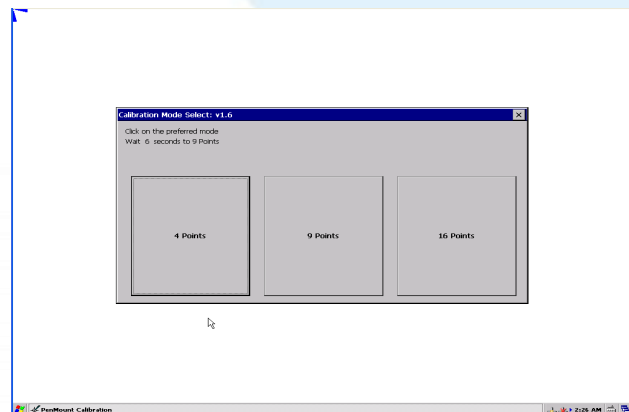 Calibration Mode Select: v1.6
Click on the preferred mode
Wait 6 seconds to 9 Points
4 Points
9 Points
16 Points
PenMount Calibration
2:26 AM